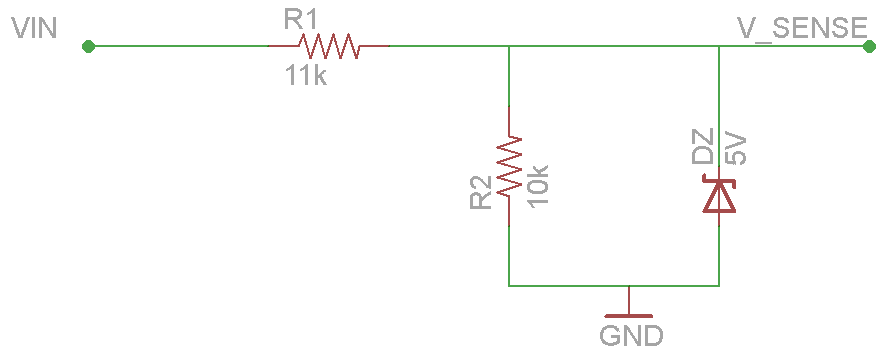 VIN
R1
11k
V_SENSE
R2
10k
DZ
5V
GND